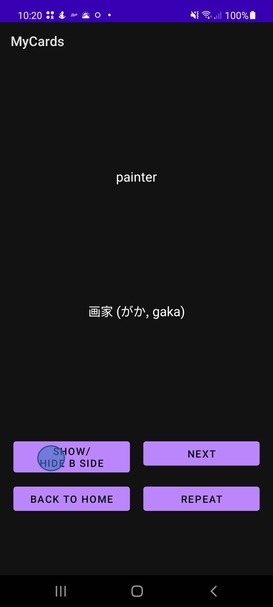 10:20
100%
MyCards
painter
画家 (がか, gaka)
SHOW/
HIDE B SIDE
NEXT
BACK TO HOME
REPEAT